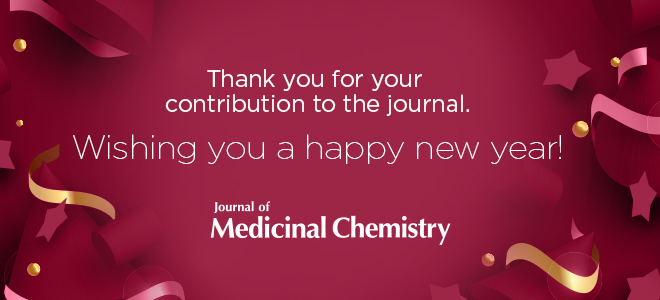 Thank you for your
contribution to the journal.
Wishing you a happy new year!
Journal of
Medicinal Chemistry